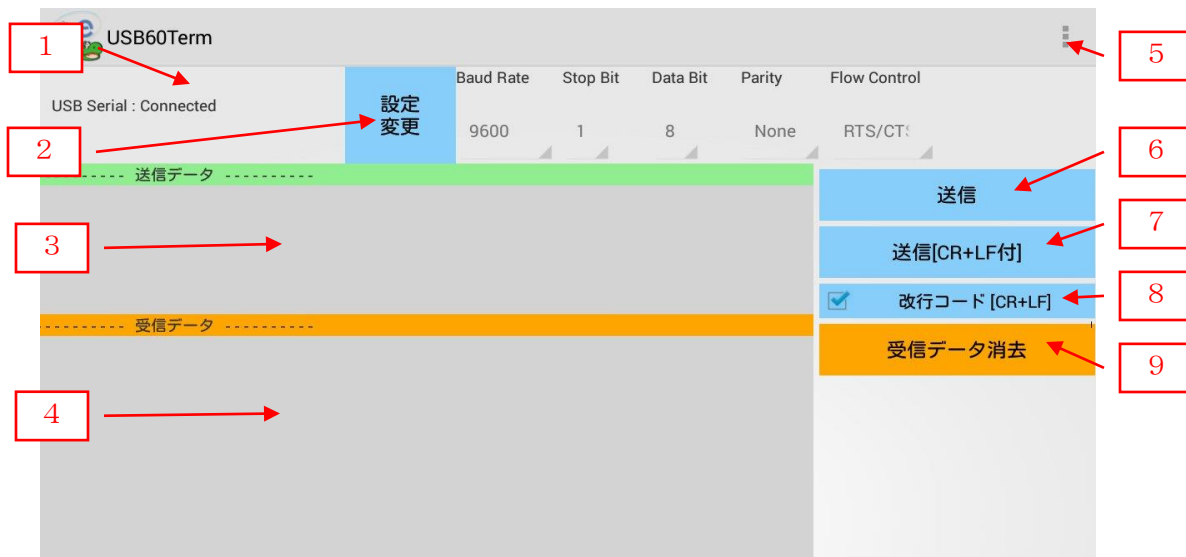 USB60Term
1
5
Baud Rate Stop Bit Data Bit Parity Flow Control
USB Serial : Connected
設定
変更
9600 1 8 None RTS/CTS
2
6
---------- 送信データ ----------
送信
3
7
送信[CR+LF付]
8
改行コード [CR+LF]
---------- 受信データ ----------
受信データ消去
9
4